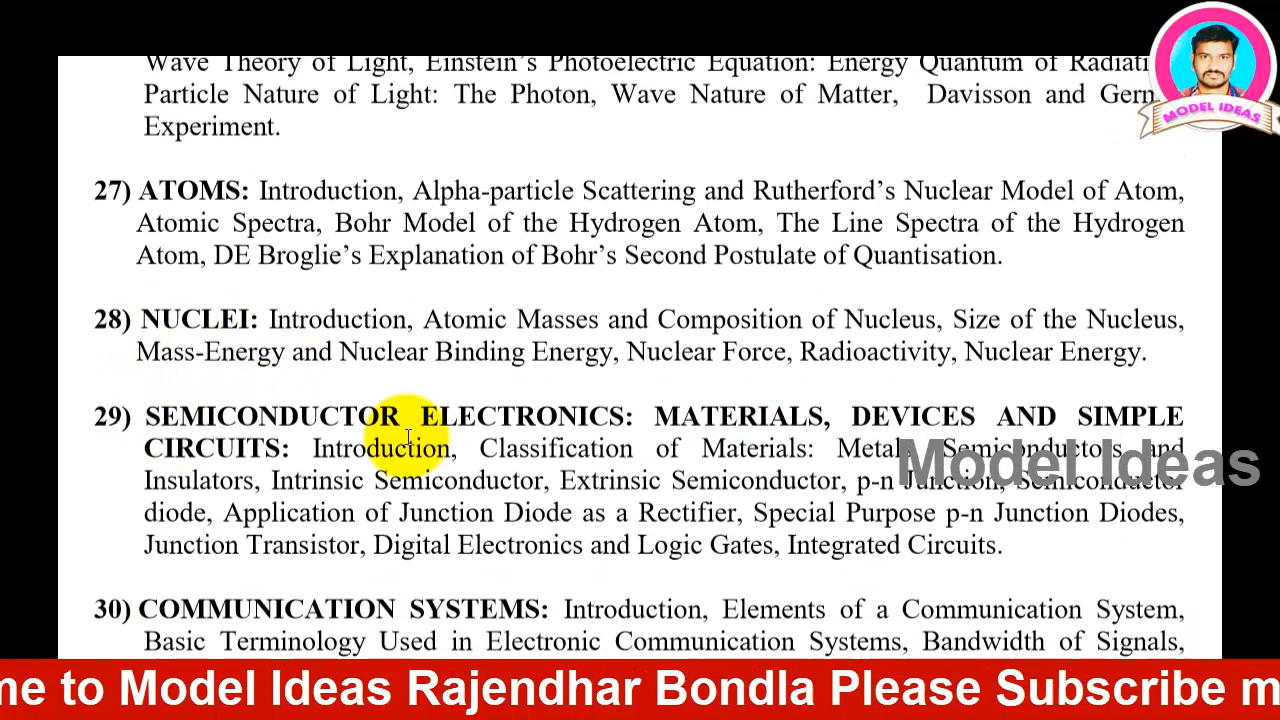 Wave Theory of Light, Einstein's Photoelectric Equation: Energy Quantum of
Particle Nature of Light: The Photon, Wave Nature of Matter, Davisson and
Experiment.
MODEL IDEAS
27) ATOMS: Introduction, Alpha-particle Scattering and Rutherford's Nuclear Model of Atom,
Atomic Spectra, Bohr Model of the Hydrogen Atom, The Line Spectra of the Hydrogen
Atom, DE Broglie's Explanation of Bohr's Second Postulate of Quantisation.
28) NUCLEI: Introduction, Atomic Masses and Composition of Nucleus, Size of the Nucleus,
Mass-Energy and Nuclear Binding Energy, Nuclear Force, Radioactivity, Nuclear Energy.
29) SEMICONDUCTOR ELECTRONICS: MATERIALS, DEVICES AND SIMPLE
CIRCUITS: Introduction, Classification of Materials: Metals, Semiconductors and
Model Ideas
Insulators, Intrinsic Semiconductor, Extrinsic Semiconductor, p-n Junction, Semiconductor
diode, Application of Junction Diode as a Rectifier, Special Purpose p-n Junction Diodes,
Junction Transistor, Digital Electronics and Logic Gates, Integrated Circuits.
30) COMMUNICATION SYSTEMS: Introduction, Elements of a Communication System,
Basic Terminology Used in Electronic Communication Systems, Bandwidth of Signals,
me to Model Ideas Rajendhar Bondla Please Subscribe m